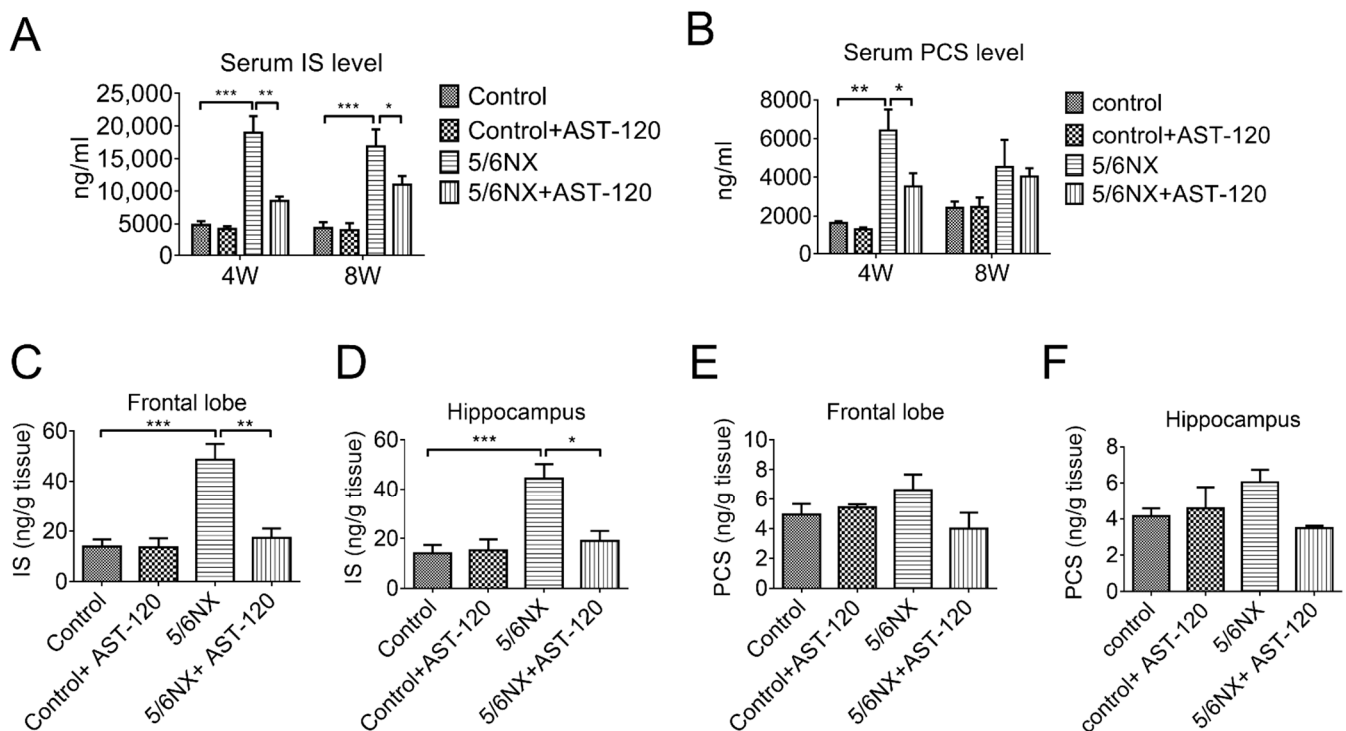 A
Serum IS level
25,000
20,000
15,000
10,000
5000
0
ng/ml
***
**
***
*
4W
8W
Control
Control+AST-120
5/6NX
5/6NX+AST-120
B
Serum PCS level
8000
6000
4000
2000
0
ng/ml
**
*
4W
8W
control
control+AST-120
5/6NX
5/6NX+AST-120
C
Frontal lobe
***
**
60
40
20
0
IS (ng/g tissue)
Control
Control+ AST-120
5/6NX
5/6NX+ AST-120
D
Hippocampus
***
*
60
40
20
0
IS (ng/g tissue)
Control
Control+AST-120
5/6NX
5/6NX+AST-120
E
Frontal lobe
10
8
6
4
2
0
PCS (ng/g tissue)
Control
Control+ AST-120
5/6NX
5/6NX+ AST-120
F
Hippocampus
8
6
4
2
0
PCS (ng/g tissue)
control
control+ AST-120
5/6NX
5/6NX+ AST-120